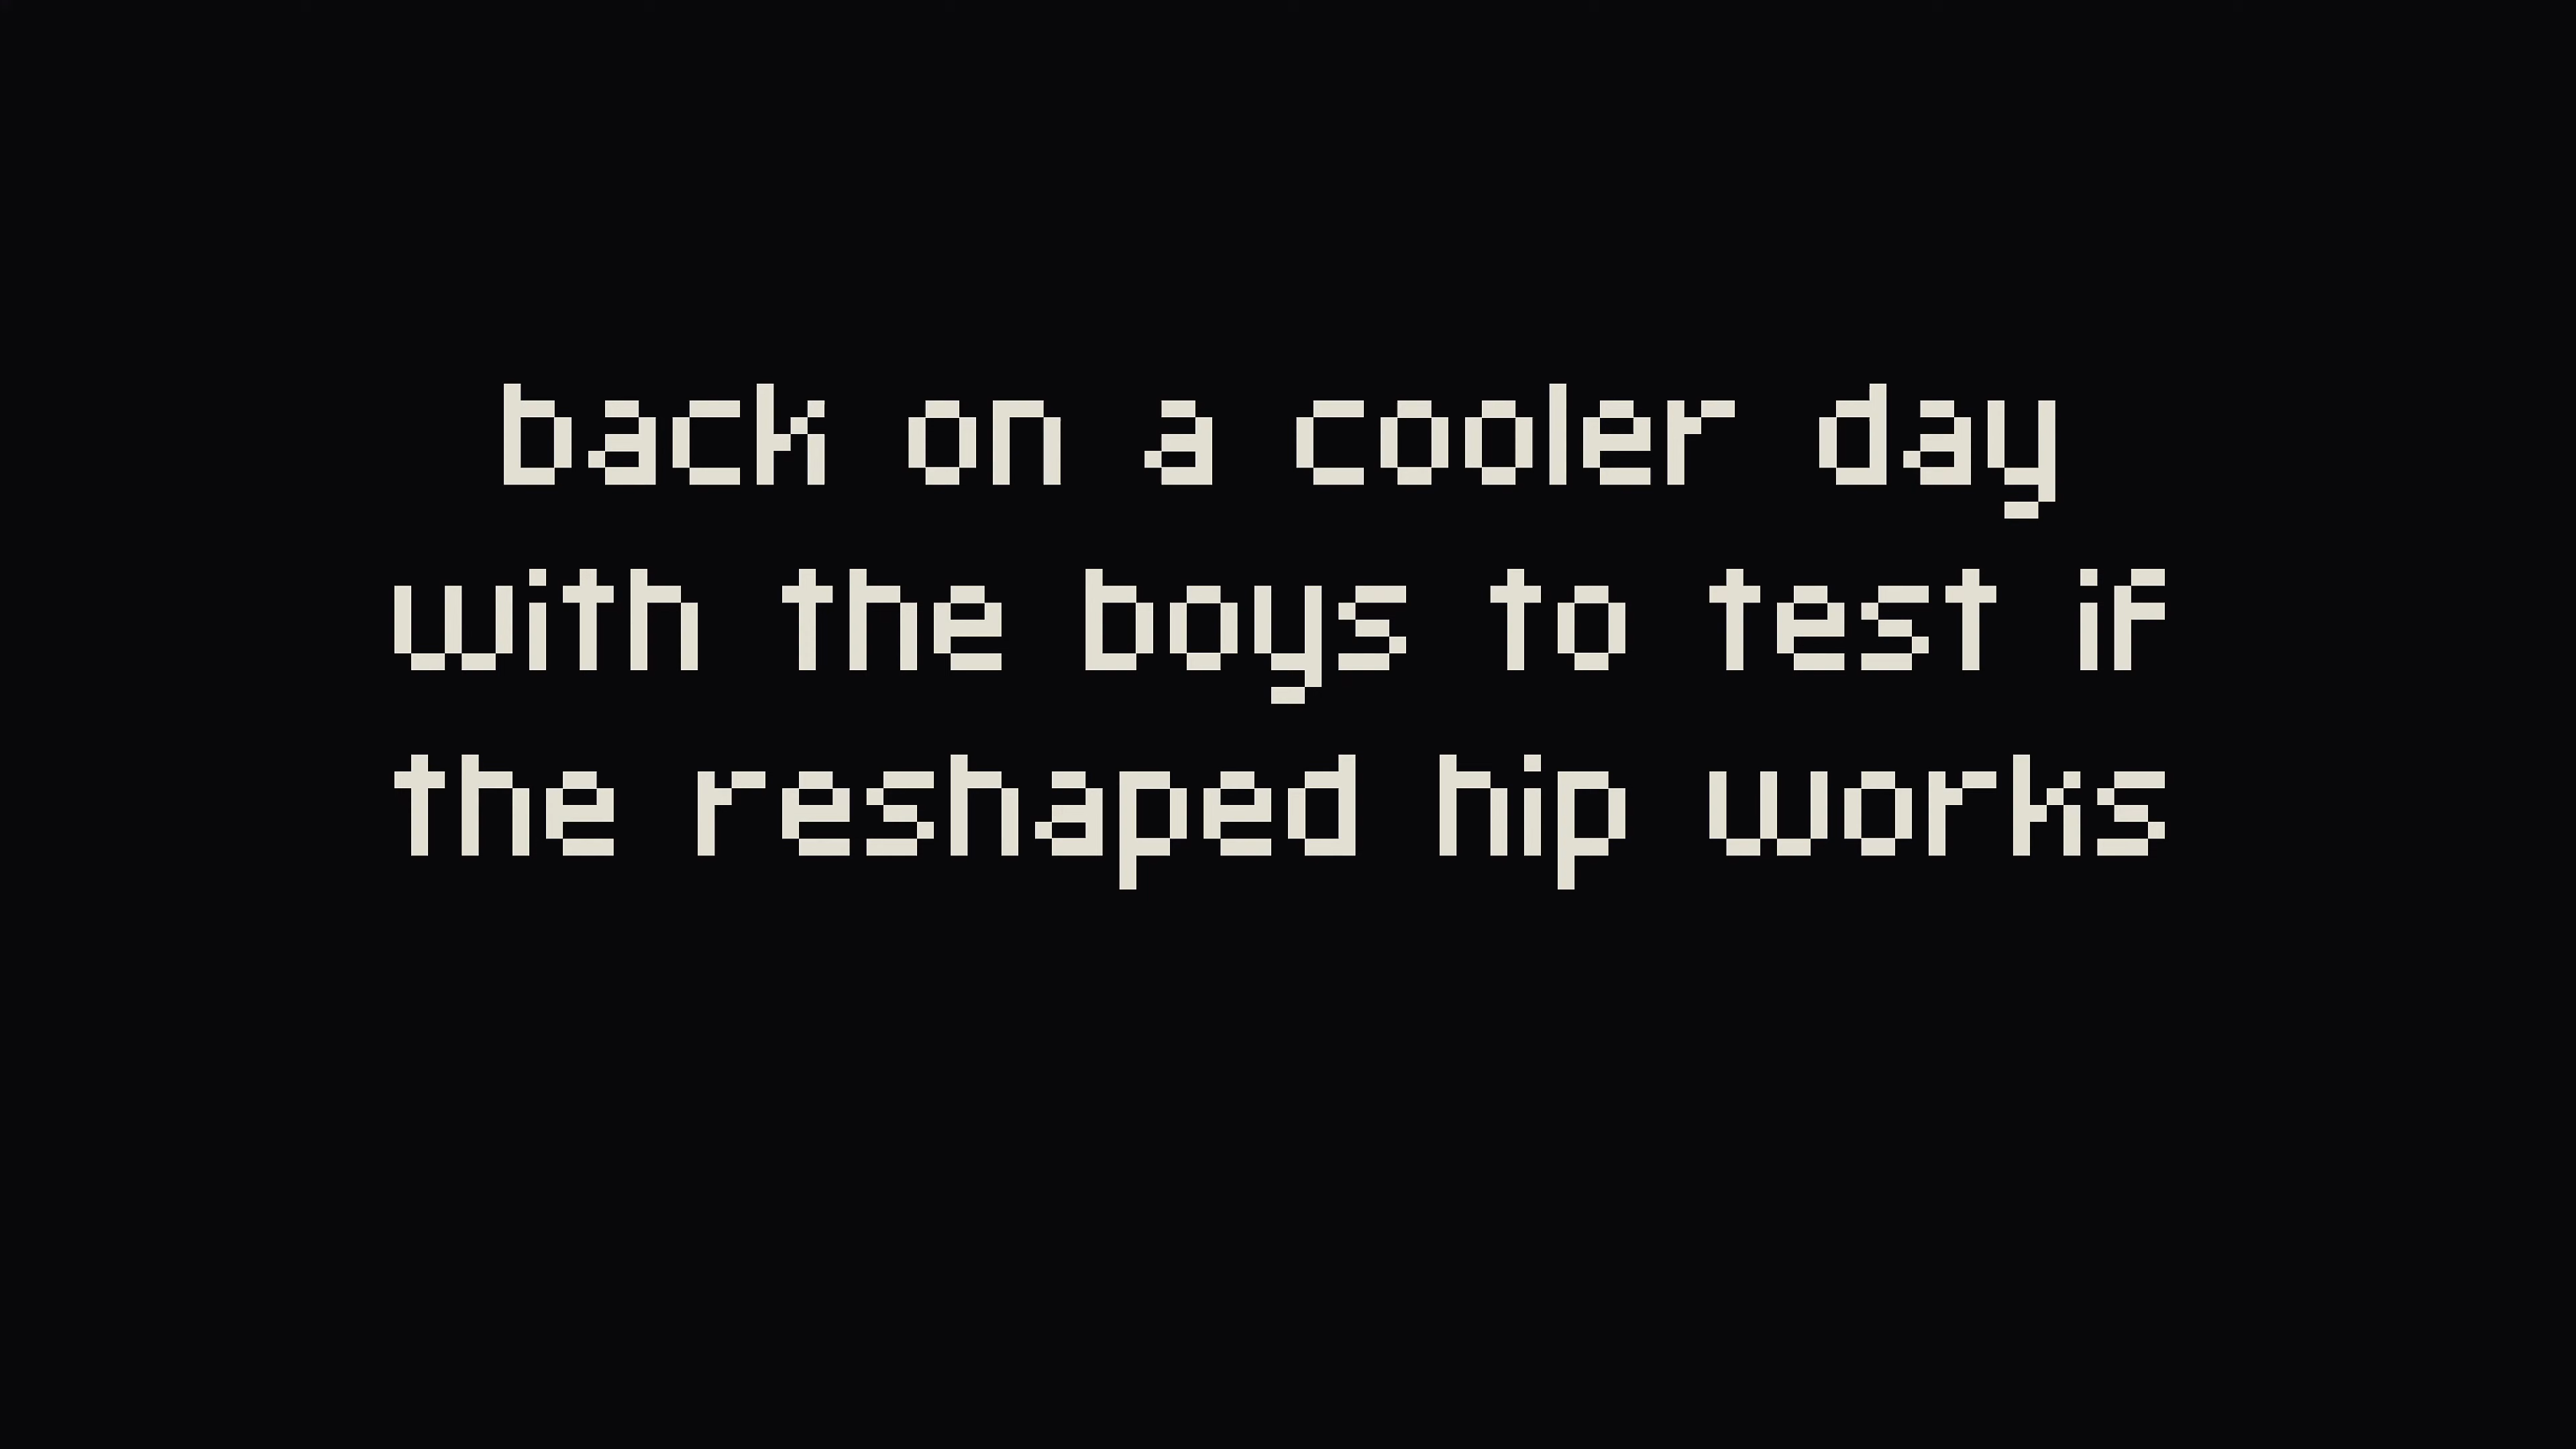 back on a cooler day
with the boys to test if
the reshaped hip works